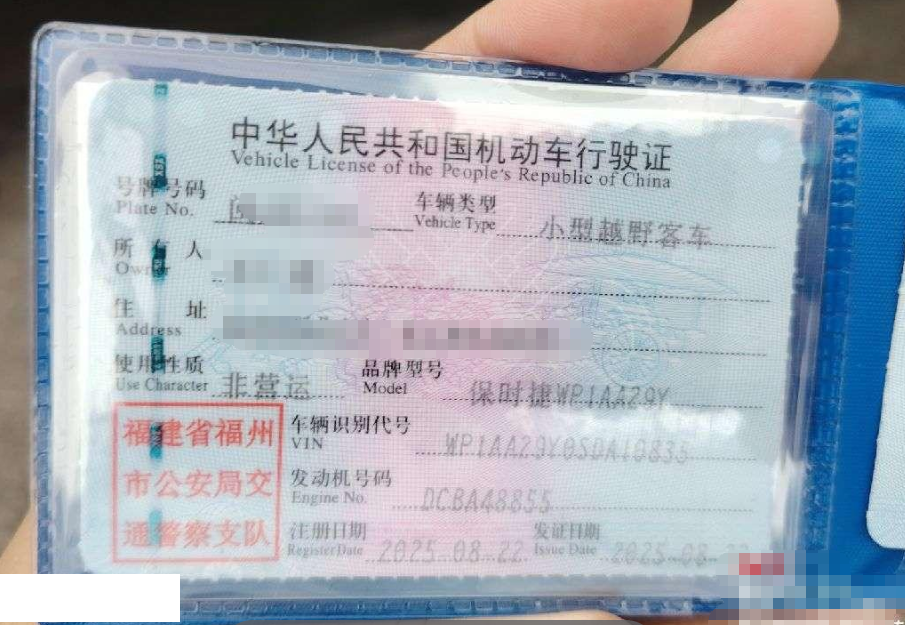 中华人民共和国机动车行驶证
Vehicle License of the People's Republic of China
号牌号码
Plate No.
车辆类型
Vehicle Type
小型越野客车
所有人
Owner
住址
Address
使用性质
Use Character
非营运
品牌型号
Model
保时捷WP1AA29Y
福建省福州
市公安局交
通警察支队
车辆识别代号
VIN
WP1AA29Y0SDA10835
发动机号码
Engine No.
DCBA48855
注册日期
Register Date
2025-08-22
发证日期
Issue Date
2025-08-22